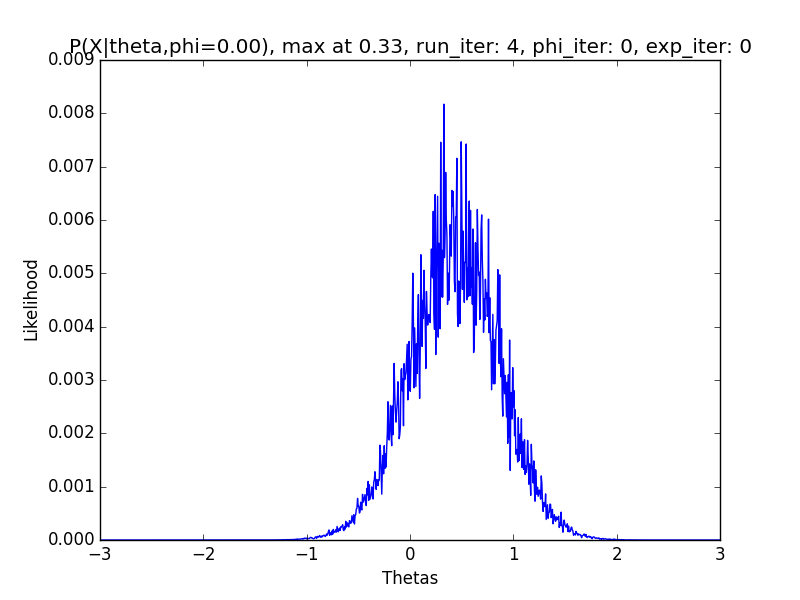 P(X|theta,phi=0.00), max at 0.33, run_iter: 4, phi_iter: 0, exp_iter: 0
0.009
0.008
0.007
0.006
0.005
0.004
0.003
0.002
0.001
0.000
Likelihood
−3 −2 −1 0 1 2 3
Thetas